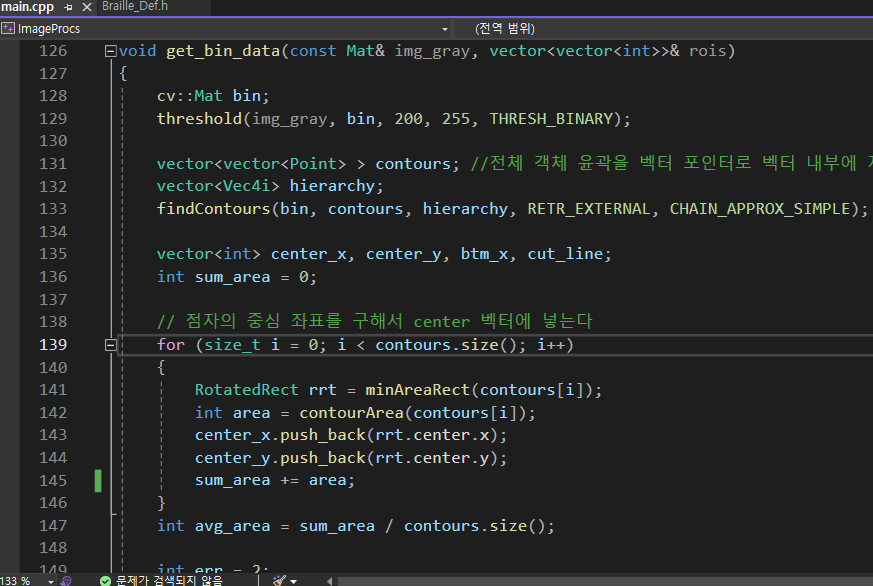 main.cpp Braille_Def.h
ImageProcs (전역 범위)
126 void get_bin_data(const Mat& img_gray, vector<vector<int>>& rois)
127 {
128 cv::Mat bin;
129 threshold(img_gray, bin, 200, 255, THRESH_BINARY);
130
131 vector<vector<Point> > contours; //전체 객체 윤곽을 벡터 포인터로 벡터 내부에
132 vector<Vec4i> hierarchy;
133 findContours(bin, contours, hierarchy, RETR_EXTERNAL, CHAIN_APPROX_SIMPLE);
134
135 vector<int> center_x, center_y, btm_x, cut_line;
136 int sum_area = 0;
137
138 // 점자의 중심 좌표를 구해서 center 벡터에 넣는다
139 for (size_t i = 0; i < contours.size(); i++)
140 {
141 RotatedRect rrt = minAreaRect(contours[i]);
142 int area = contourArea(contours[i]);
143 center_x.push_back(rrt.center.x);
144 center_y.push_back(rrt.center.y);
145 sum_area += area;
146 }
147 int avg_area = sum_area / contours.size();
148
149 int err = 2;
133 % 문제가 검색되지 않음